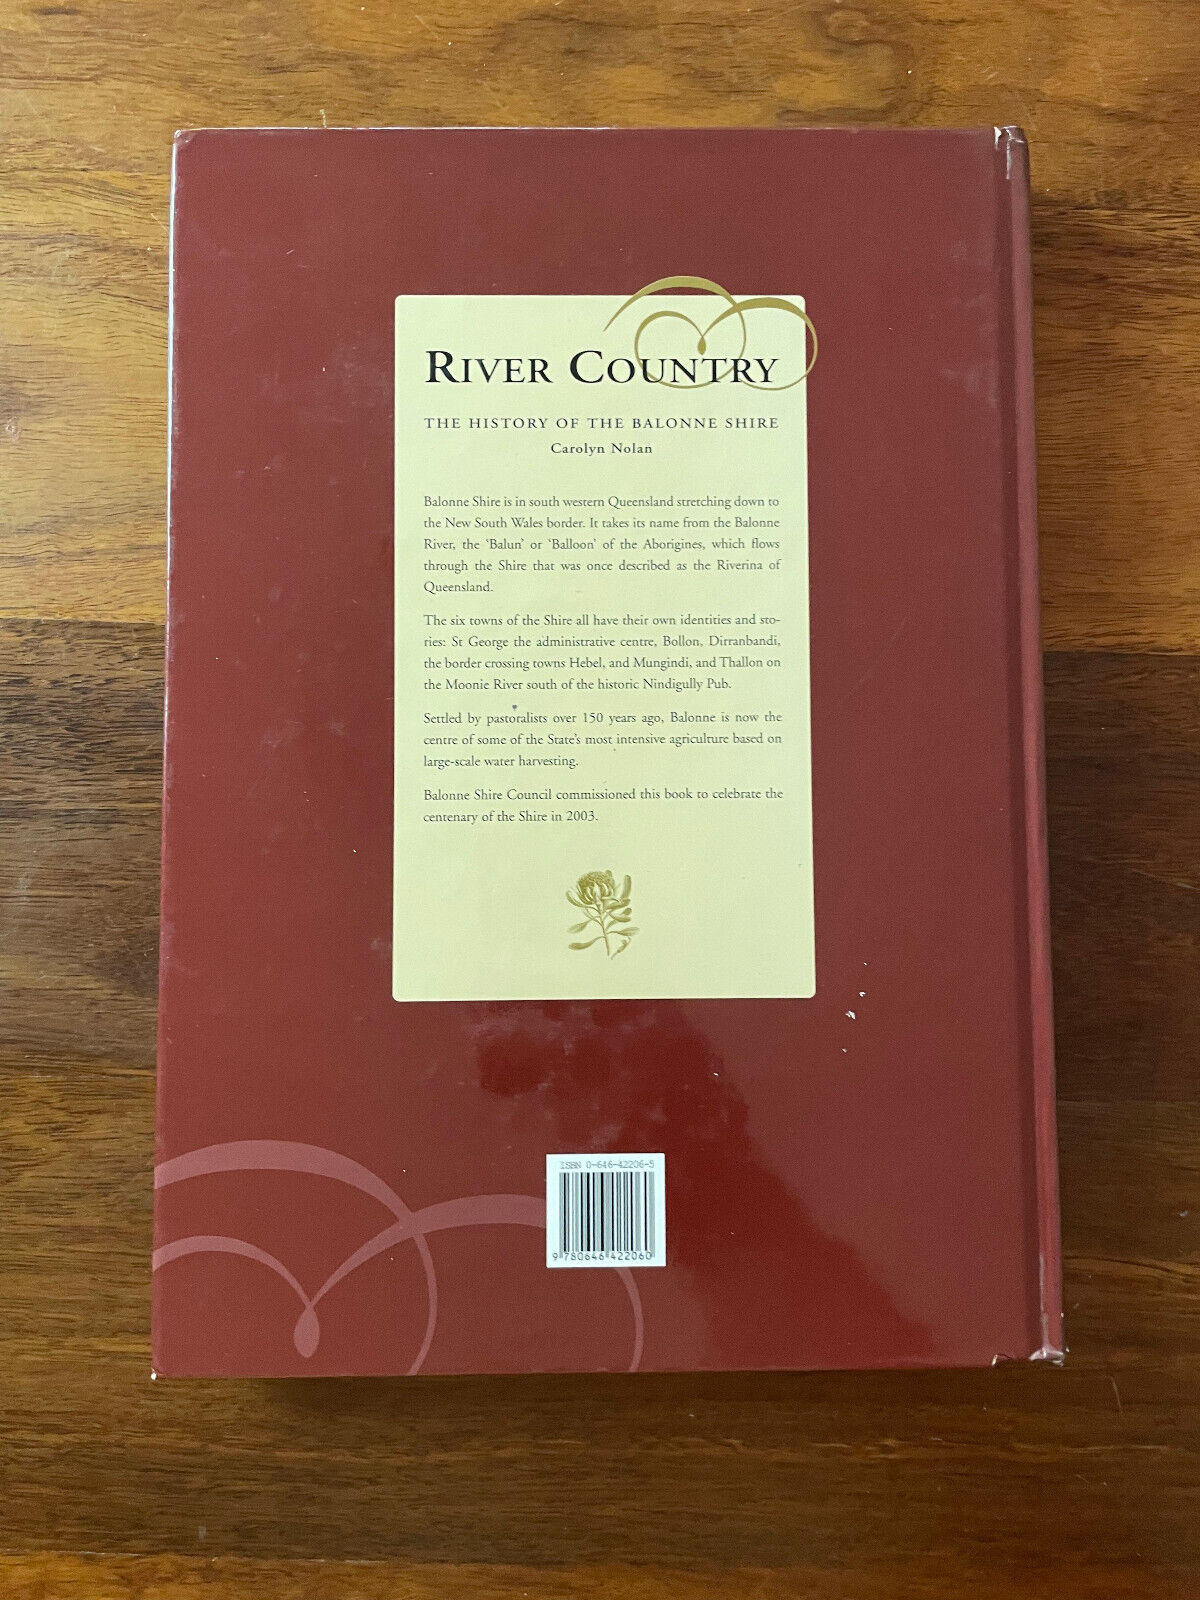 RIVER COUNTRY
THE HISTORY OF THE BALONNE SHIRE
Carolyn Nolan
Balonne Shire is in south western Queensland stretching down to
the New South Wales border. It takes its name from the Balonne
River, the ‘Balun’ or ‘Balloon’ of the Aborigines, which flows
through the Shire that was once described as the Riverina of
Queensland.
The six towns of the Shire all have their own identities and sto-
ries: St George the administrative centre, Bollon, Dirranbandi,
the border crossing towns Hebel, and Mungindi, and Thallon on
the Moonie River south of the historic Nindigully Pub.
Settled by pastoralists over 150 years ago, Balonne is now the
centre of some of the State’s most intensive agriculture based on
large-scale water harvesting.
Balonne Shire Council commissioned this book to celebrate the
centenary of the Shire in 2003.
ISBN 0-646-42206-5
9 780646 422060